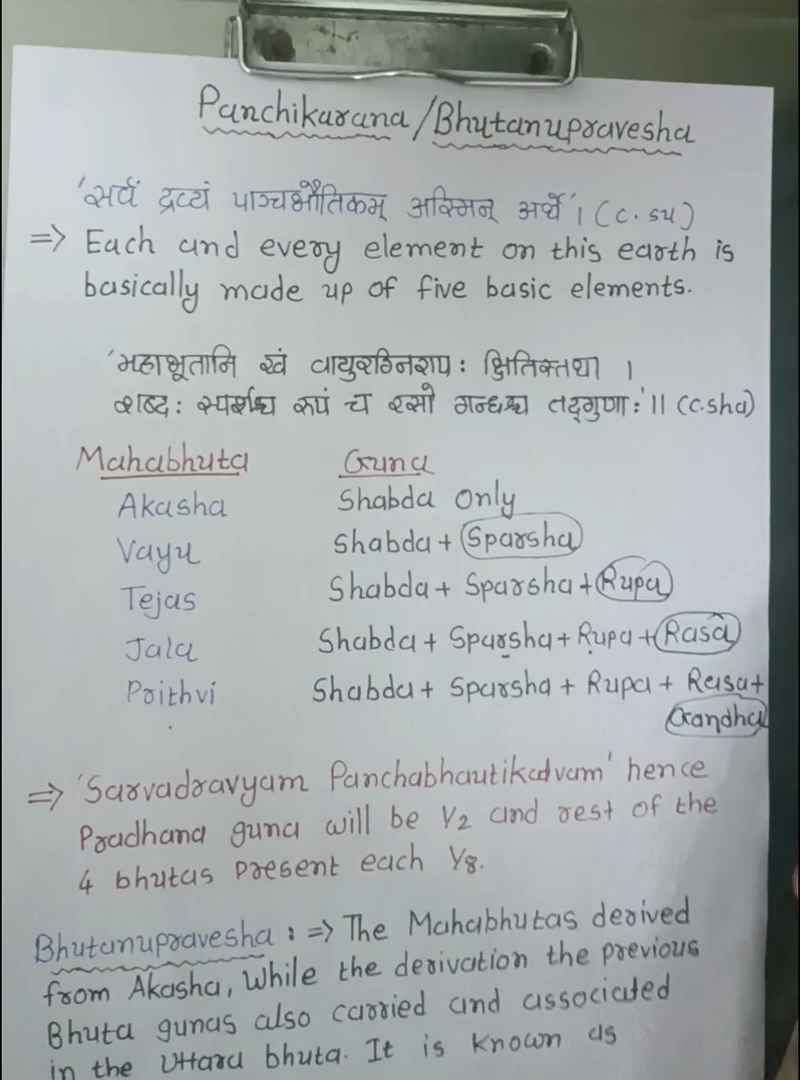 Panchikarana/Bhutanupravesha
'सर्वं द्रव्यं पाञ्चभौतिकम् अस्मिन् अर्थे'। (C.su)
=> Each and every element on this earth is
basically made up of five basic elements.
'महाभूतानि खं वायुरग्निरापः क्षितिक्तथा ।
शब्दः स्पर्शश्च रुपं च रसो गन्धश्च तद्गुणाः'॥ (c.sha)
Mahabhuta Guna
Akasha Shabda only
Vayu Shabda + Sparsha
Tejas Shabda + Sparsha + Rupa
Jala Shabda + Sparsha + Rupa + Rasa
Prithvi Shabda + Sparsha + Rupa + Rasa +
Gandha
=> 'Sarvadravyam Panchabhautikatvam' hence
Pradhana guna will be 1/2 and rest of the
4 bhutas present each 1/8.
Bhutanupravesha : => The Mahabhutas derived
from Akasha, While the derivation the previous
Bhuta gunas also carried and associated
in the Uttara bhuta. It is known as